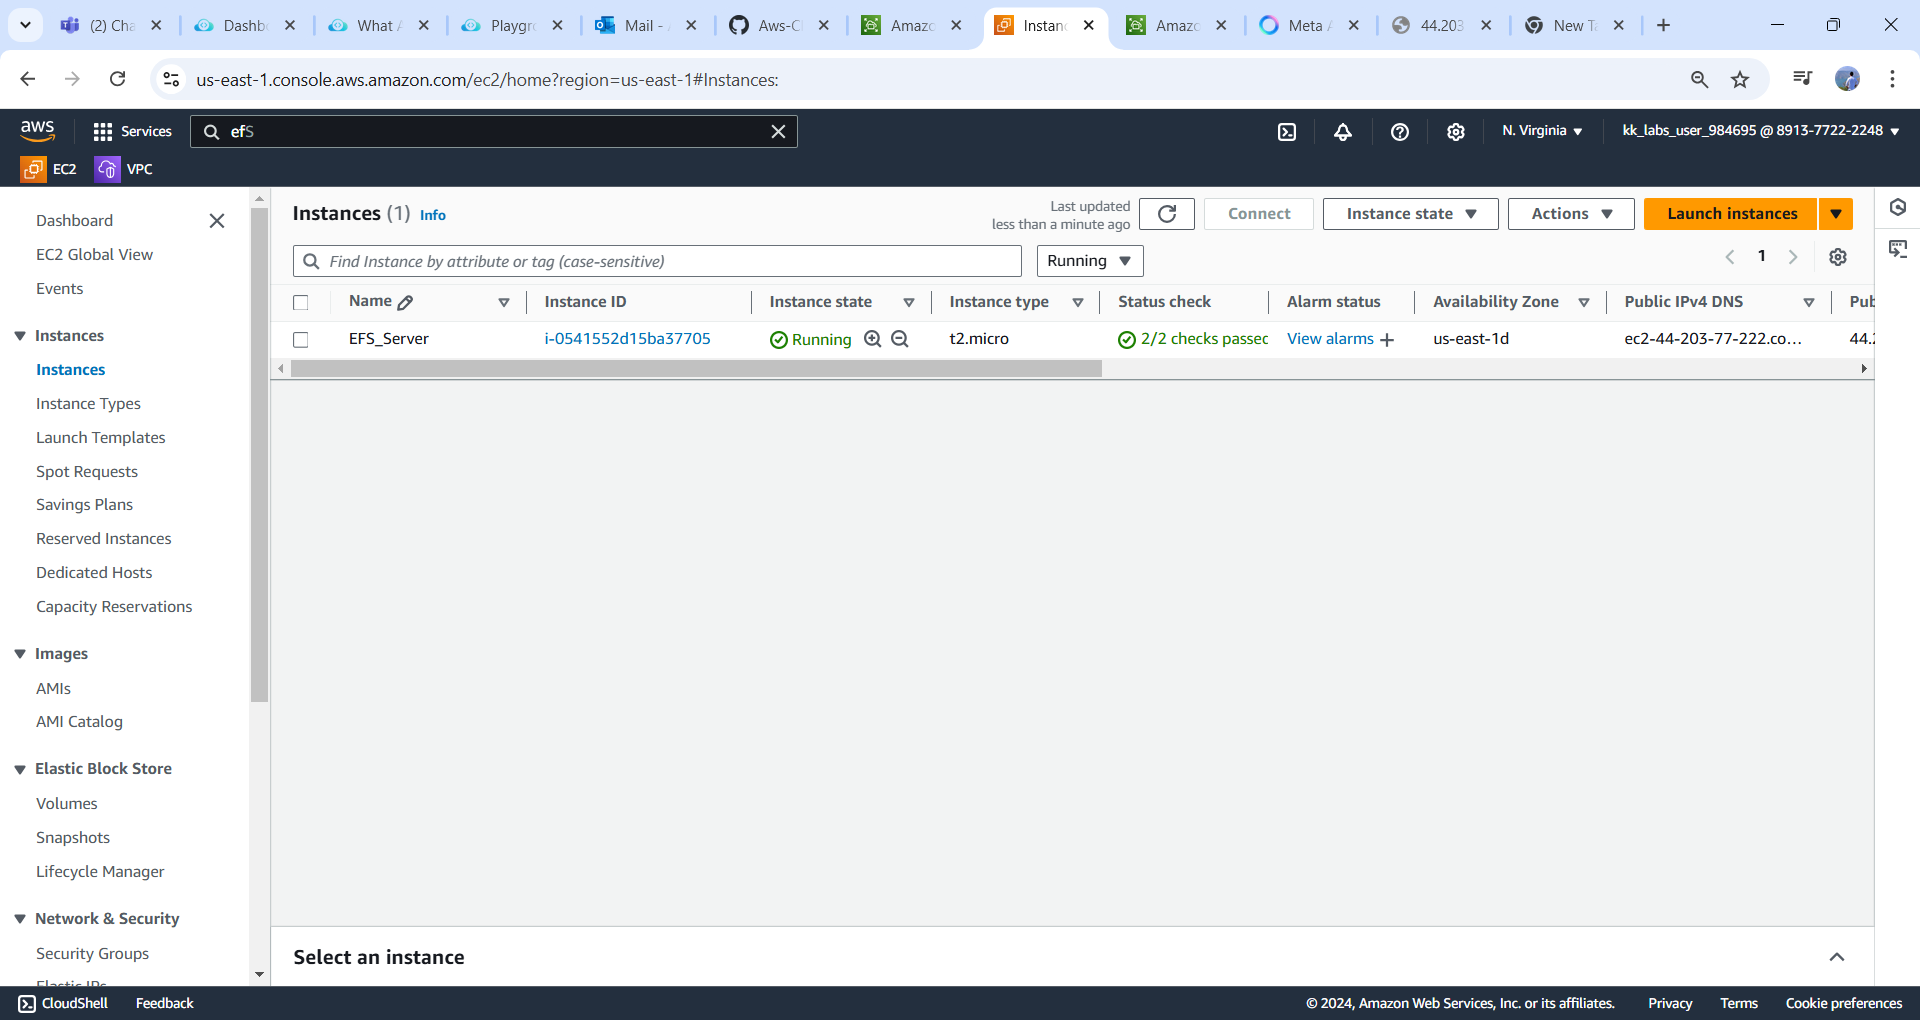 (2) Cha
Dashb
What A
Playgr
Mail -
Aws-C
Amazo
Instan
Amazo
Meta A
44.203
New Ta
us-east-1.console.aws.amazon.com/ec2/home?region=us-east-1#Instances:
aws
Services
efS
N. Virginia
kk_labs_user_984695 @ 8913-7722-2248
EC2
VPC
Dashboard
EC2 Global View
Events
Instances
Instances
Instance Types
Launch Templates
Spot Requests
Savings Plans
Reserved Instances
Dedicated Hosts
Capacity Reservations
Images
AMIs
AMI Catalog
Elastic Block Store
Volumes
Snapshots
Lifecycle Manager
Network & Security
Security Groups
Elastic IPs
Instances (1) Info
Last updated
less than a minute ago
Connect
Instance state
Actions
Launch instances
Find Instance by attribute or tag (case-sensitive)
Running
1
Name
Instance ID
Instance state
Instance type
Status check
Alarm status
Availability Zone
Public IPv4 DNS
Pub
EFS_Server
i-0541552d15ba37705
Running
t2.micro
2/2 checks passed
View alarms
us-east-1d
ec2-44-203-77-222.co...
44.2
Select an instance
CloudShell
Feedback
© 2024, Amazon Web Services, Inc. or its affiliates.
Privacy
Terms
Cookie preferences